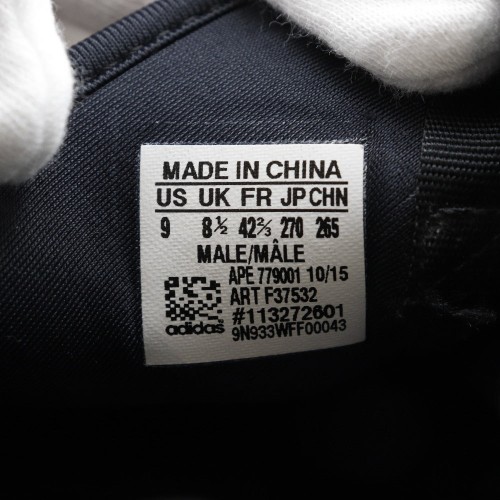 MADE IN CHINA
US UK FR JP CHN
9 8½ 42⅔ 270 265
MALE/MÂLE
APE 779001 10/15
ART F37532
#113272601
adidas
9N933WFF00043